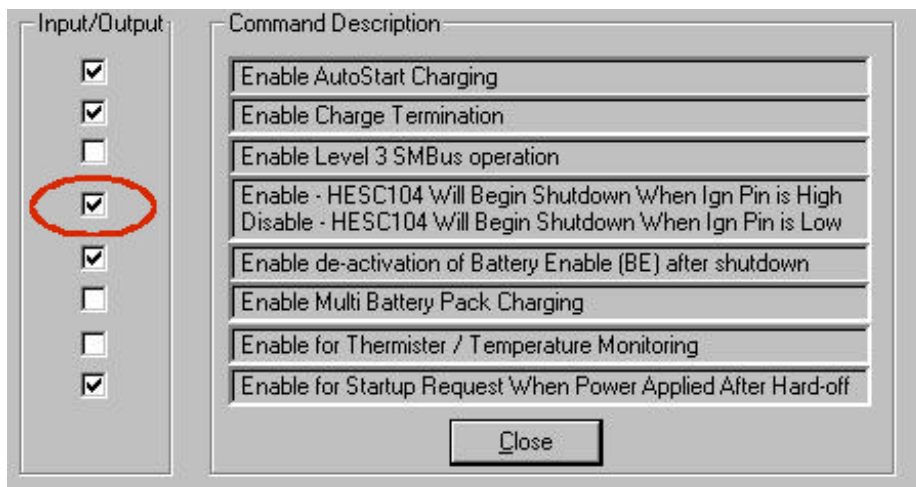 Input/Output
Command Description
Enable AutoStart Charging
Enable Charge Termination
Enable Level 3 SMBus operation
Enable - HESC104 Will Begin Shutdown When Ign Pin is High
Disable - HESC104 Will Begin Shutdown When Ign Pin is Low
Enable de-activation of Battery Enable (BE) after shutdown
Enable Multi Battery Pack Charging
Enable for Thermister / Temperature Monitoring
Enable for Startup Request When Power Applied After Hard-off
Close